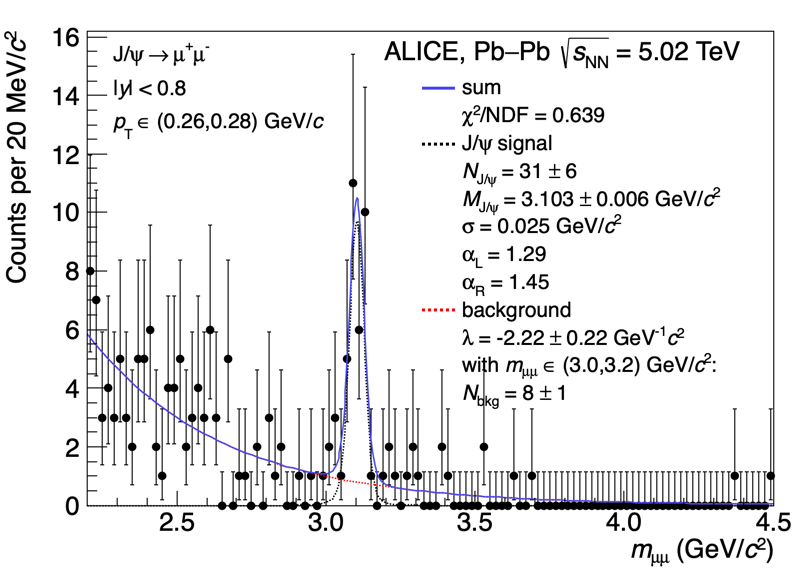 Counts per 20 MeV/c²
16
14
12
10
8
6
4
2
0
J/ψ → μ⁺μ⁻
|y| < 0.8
p_T ∈ (0.26,0.28) GeV/c
ALICE, Pb–Pb √s_NN = 5.02 TeV
sum
χ²/NDF = 0.639
J/ψ signal
N_J/ψ = 31 ± 6
M_J/ψ = 3.103 ± 0.006 GeV/c²
σ = 0.025 GeV/c²
α_L = 1.29
α_R = 1.45
background
λ = -2.22 ± 0.22 GeV⁻¹c²
with m_μμ ∈ (3.0,3.2) GeV/c²:
N_bkg = 8 ± 1
2.5 3.0 3.5 4.0 4.5
m_μμ (GeV/c²)